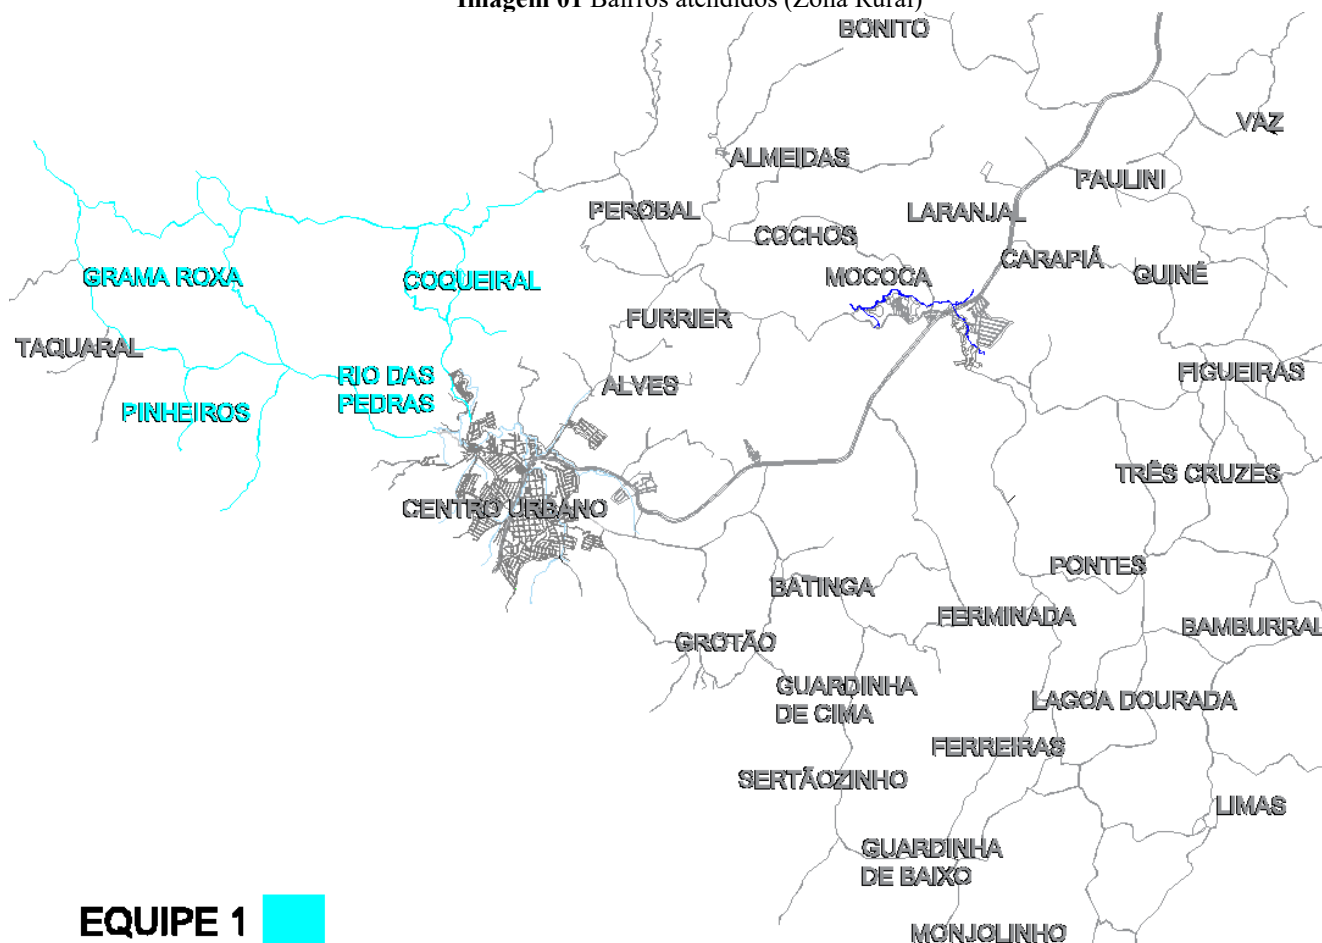 Imagem 01 Bairros atendidos (Zona Rural)
BONITO
VAZ
ALMEIDAS
PAULINI
PEROBAL
LARANJAL
COCHOS
CARAPIÁ
MOCOCA
GUINÉ
GRAMA ROXA
COQUEIRAL
FURRIER
TAQUARAL
RIO DAS
PEDRAS
ALVES
FIGUEIRAS
PINHEIROS
TRÊS CRUZES
CENTRO URBANO
PONTES
BATINGA
FERMINADA
BAMBURRAL
GROTÃO
GUARDINHA
DE CIMA
LAGOA DOURADA
FERREIRAS
SERTÃOZINHO
LIMAS
GUARDINHA
DE BAIXO
EQUIPE 1
MONJOLINHO